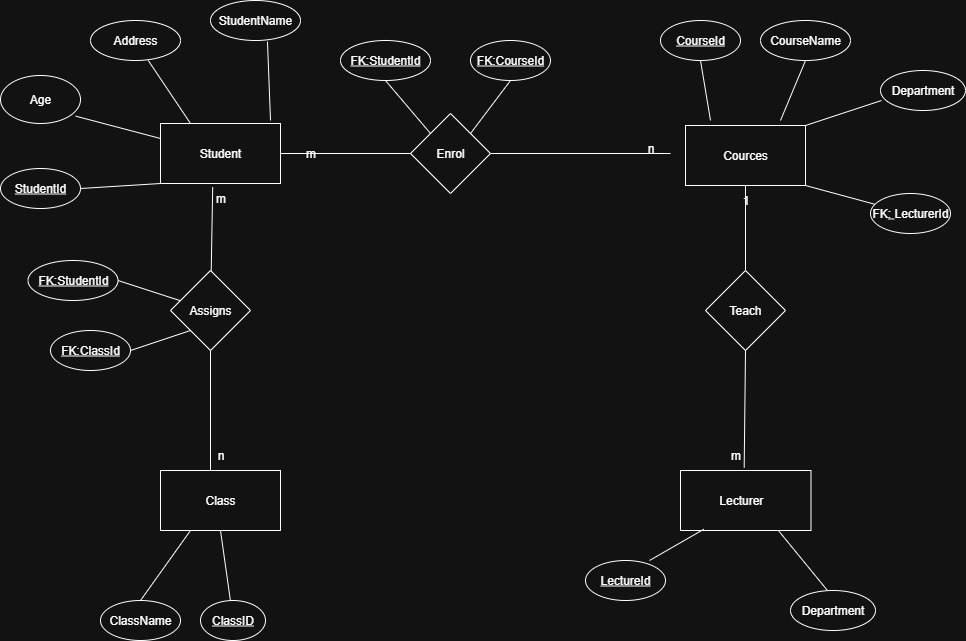 StudentName
Address
FK:StudentId
FK:CourseId
CourseId
CourseName
Age
Department
Student
m
Enrol
n
Cources
StudentId
m
1
FK:_LecturerId
FK:StudentId
Assigns
Teach
FK:ClassId
n
m
Class
Lecturer
LectureId
ClassName
ClassID
Department